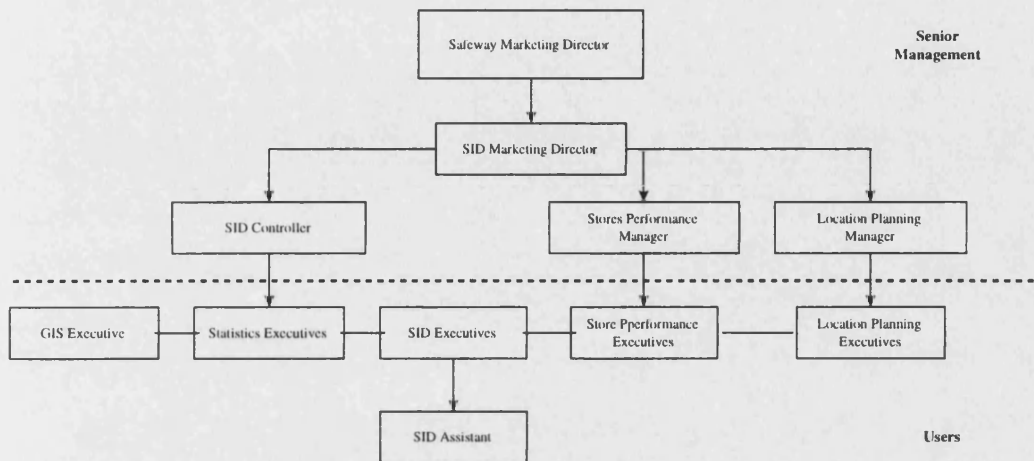 Safeway Marketing Director
Senior
Management
SID Marketing Director
SID Controller
Stores Performance
Manager
Location Planning
Manager
GIS Executive
Statistics Executives
SID Executives
Store Pperformance
Executives
Location Planning
Executives
SID Assistant
Users